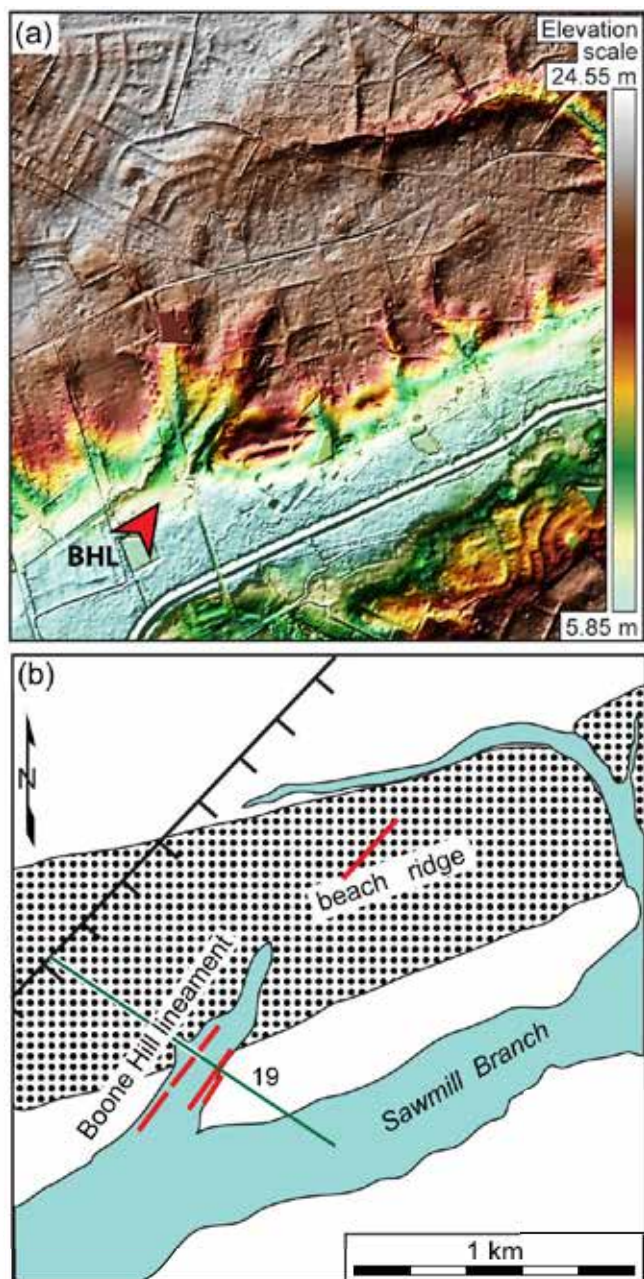 (a)
Elevation
scale
24.55 m
BHL
5.85 m
(b)
N
beach ridge
Boone Hill lineament
19
Sawmill Branch
1 km